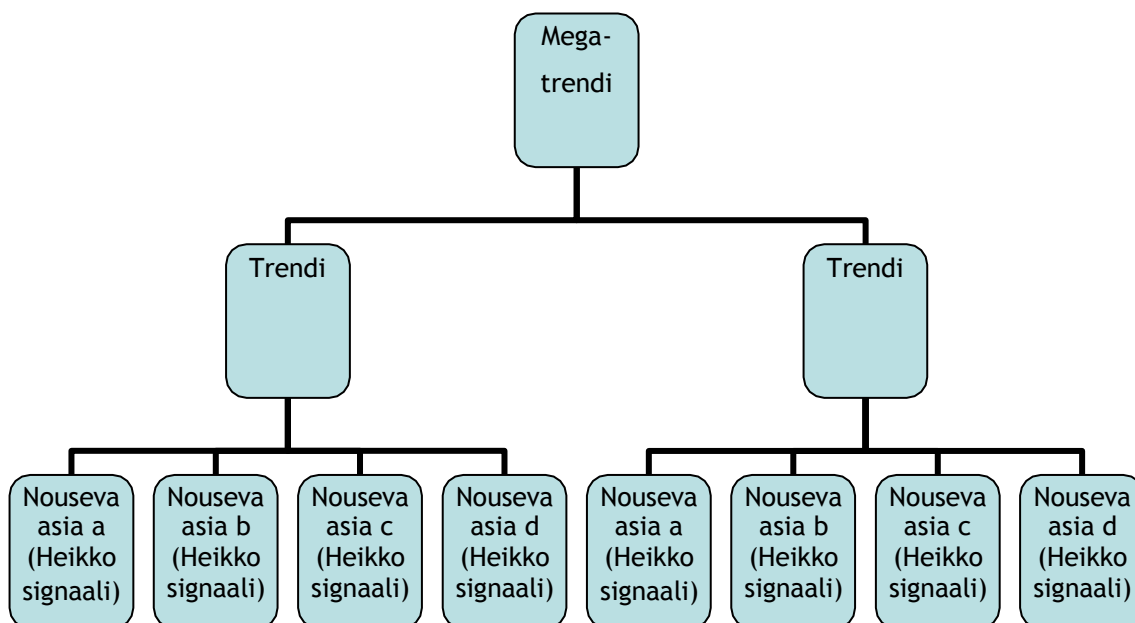 Mega-
trendi
Trendi
Trendi
Nouseva
asia a
(Heikko
signaali)
Nouseva
asia b
(Heikko
signaali)
Nouseva
asia c
(Heikko
signaali)
Nouseva
asia d
(Heikko
signaali)
Nouseva
asia a
(Heikko
signaali)
Nouseva
asia b
(Heikko
signaali)
Nouseva
asia c
(Heikko
signaali)
Nouseva
asia d
(Heikko
signaali)